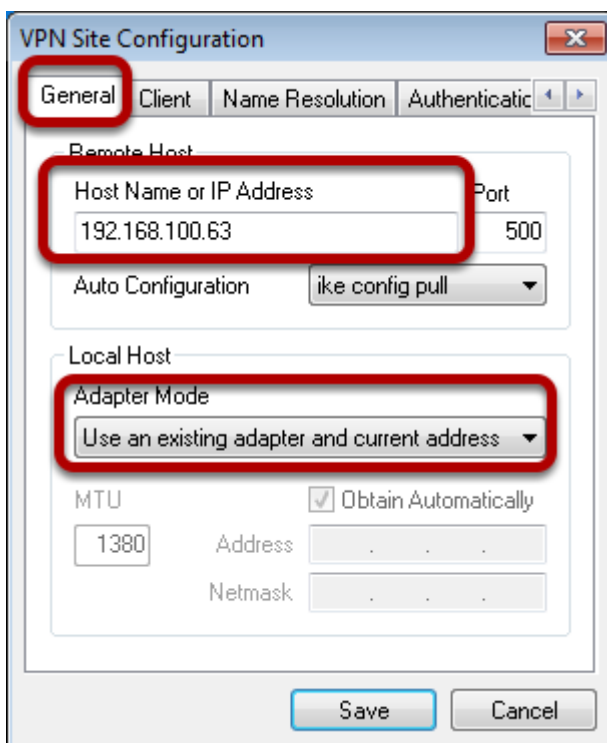 VPN Site Configuration
General Client Name Resolution Authenticatic
Remote Host
Host Name or IP Address Port
192.168.100.63 500
Auto Configuration ike config pull
Local Host
Adapter Mode
Use an existing adapter and current address
MTU Obtain Automatically
1380 Address . . .
Netmask . . .
Save Cancel